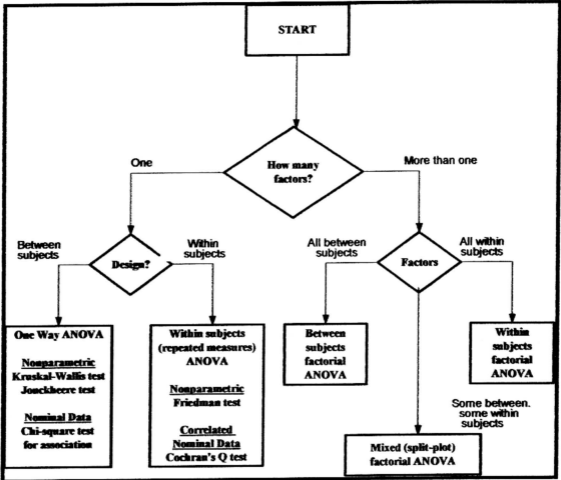 START
How many
factors?
One
More than one
Between
subjects
Design?
Within
subjects
All between
subjects
Factors
All within
subjects
One Way ANOVA
Nonparametric
Kruskal-Wallis test
Jonckheere test
Nominal Data
Chi-square test
for association
Within subjects
(repeated measures)
ANOVA
Nonparametric
Friedman test
Correlated
Nominal Data
Cochran's Q test
Between
subjects
factorial
ANOVA
Within
subjects
factorial
ANOVA
Some between.
some within
subjects
Mixed (split-plot)
factorial ANOVA